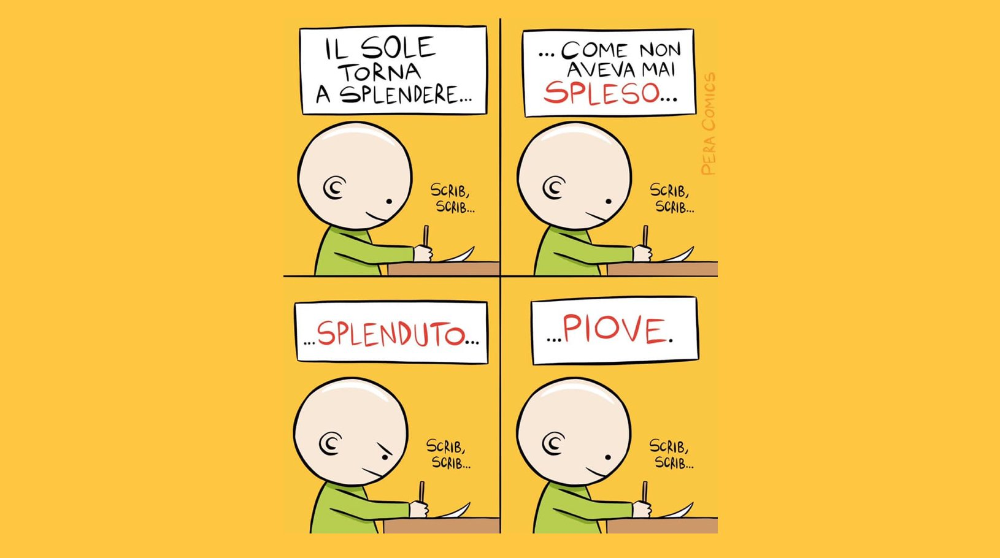 IL SOLE
TORNA
A SPLENDERE...
SCRIB,
SCRIB...
...COME NON
AVEVA MAI
SPLESO...
SCRIB,
SCRIB...
PERA COMICS
...SPLENDUTO...
SCRIB,
SCRIB...
...PIOVE.
SCRIB,
SCRIB...